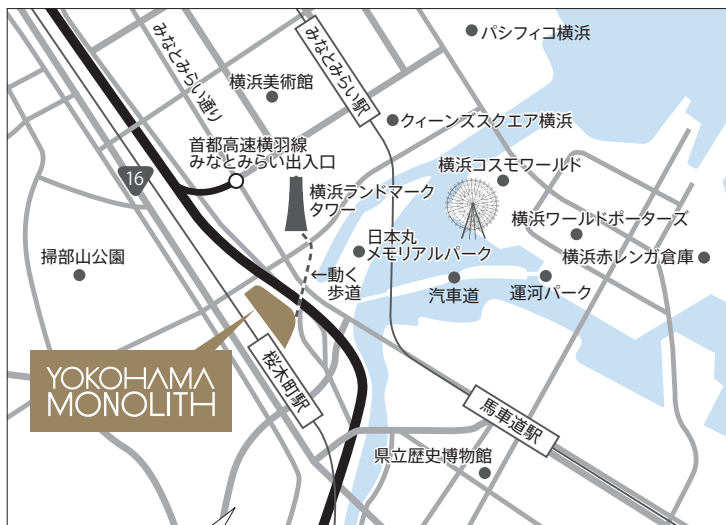 パシフィコ横浜
みなとみらい駅
みなとみらい通り
横浜美術館
クィーンズスクエア横浜
首都高速横羽線
みなとみらい出入口
横浜コスモワールド
16
横浜ランドマーク
タワー
横浜ワールドポーターズ
日本丸
メモリアルパーク
横浜赤レンガ倉庫
掃部山公園
←動く
歩道
汽車道
運河パーク
YOKOHAMA
MONOLITH
桜木町駅
馬車道駅
県立歴史博物館